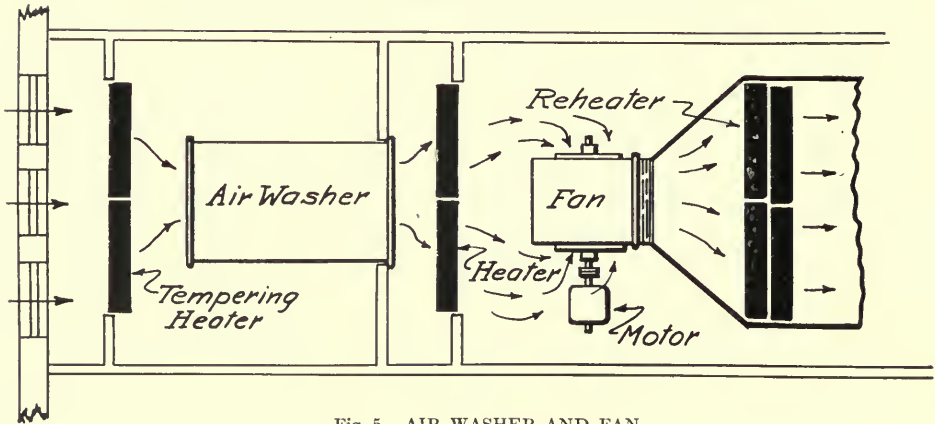 Reheater
Air Washer
Fan
Heater
Tempering
Heater
Motor
Fig. 5. AIR WASHER AND FAN